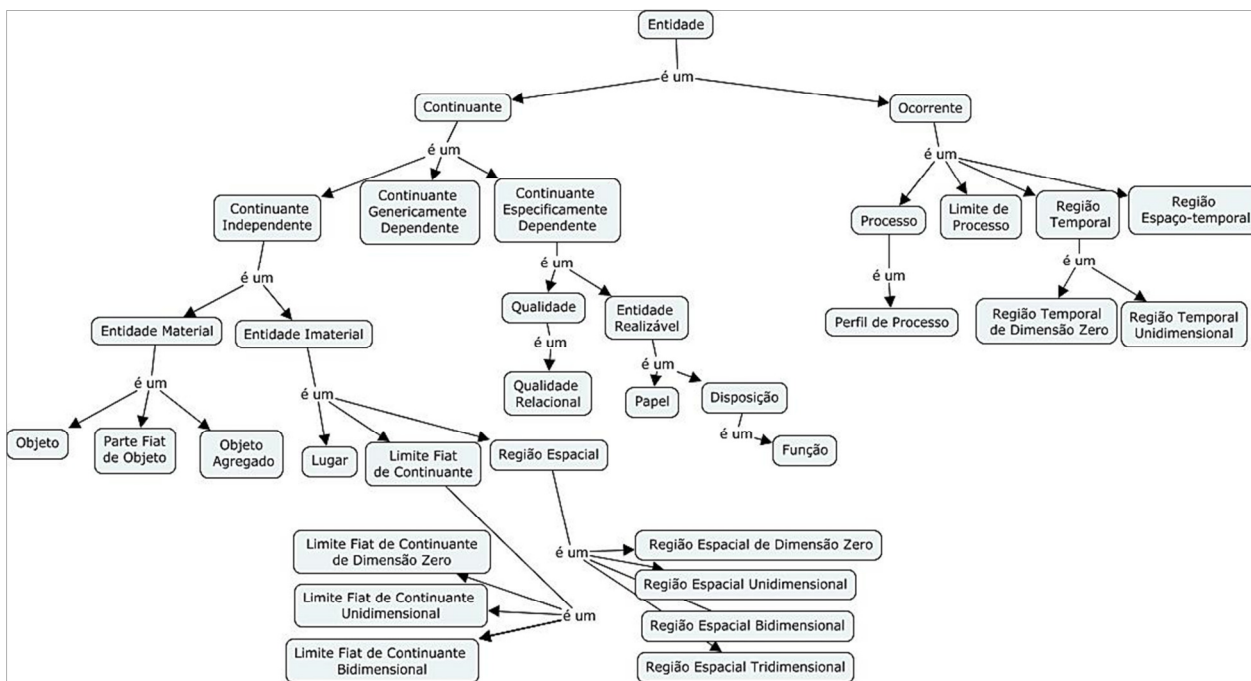 Entidade
é um
Continuante
Ocorrente
é um
é um
Continuante
Independente
Continuante
Genericamente
Dependente
Continuante
Especificamente
Dependente
Processo
Limite de
Processo
Região
Temporal
Região
Espaço-temporal
é um
é um
é um
é um
Entidade Material
Entidade Imaterial
Qualidade
Entidade
Realizável
Perfil de Processo
Região Temporal
de Dimensão Zero
Região Temporal
Unidimensional
é um
é um
é um
é um
Qualidade
Relacional
Papel
Disposição
é um
Objeto
Parte Fiat
de Objeto
Objeto
Agregado
Lugar
Limite Fiat
de Continuante
Região Espacial
Função
Limite Fiat de Continuante
de Dimensão Zero
Limite Fiat de Continuante
Unidimensional
Limite Fiat de Continuante
Bidimensional
é um
é um
Região Espacial de Dimensão Zero
Região Espacial Unidimensional
Região Espacial Bidimensional
Região Espacial Tridimensional